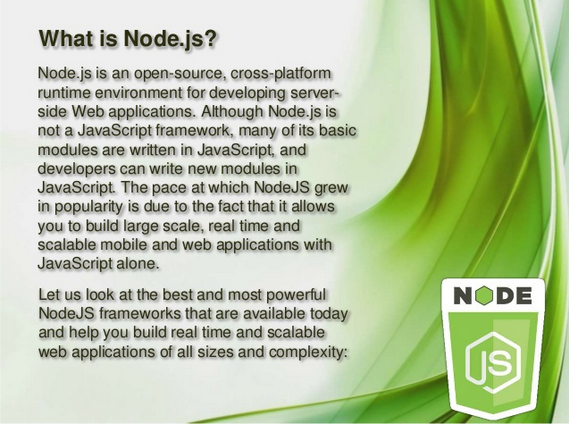 What is Node.js?
Node.js is an open-source, cross-platform
runtime environment for developing server-
side Web applications. Although Node.js is
not a JavaScript framework, many of its basic
modules are written in JavaScript, and
developers can write new modules in
JavaScript. The pace at which NodeJS grew
in popularity is due to the fact that it allows
you to build large scale, real time and
scalable mobile and web applications with
JavaScript alone.
Let us look at the best and most powerful
NodeJS frameworks that are available today
and help you build real time and scalable
web applications of all sizes and complexity:
NODE
JS